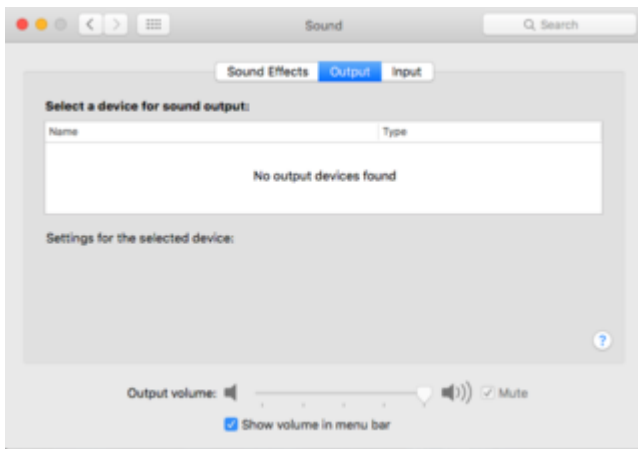 Sound
Search
Sound Effects Output Input
Select a device for sound output:
Name Type
No output devices found
Settings for the selected device:
?
Output volume: Mute
Show volume in menu bar